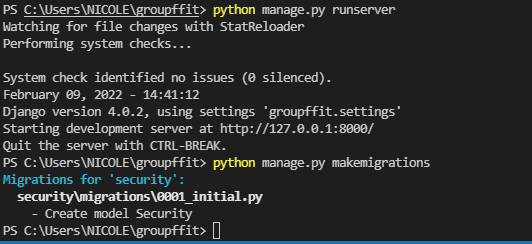 PS C:\Users\NICOLE\groupffit> python manage.py runserver
Watching for file changes with StatReloader
Performing system checks...
System check identified no issues (0 silenced).
February 09, 2022 - 14:41:12
Django version 4.0.2, using settings 'groupffit.settings'
Starting development server at http://127.0.0.1:8000/
Quit the server with CTRL-BREAK.
PS C:\Users\NICOLE\groupffit> python manage.py makemigrations
Migrations for 'security':
security\migrations\0001_initial.py
- Create model Security
PS C:\Users\NICOLE\groupffit>